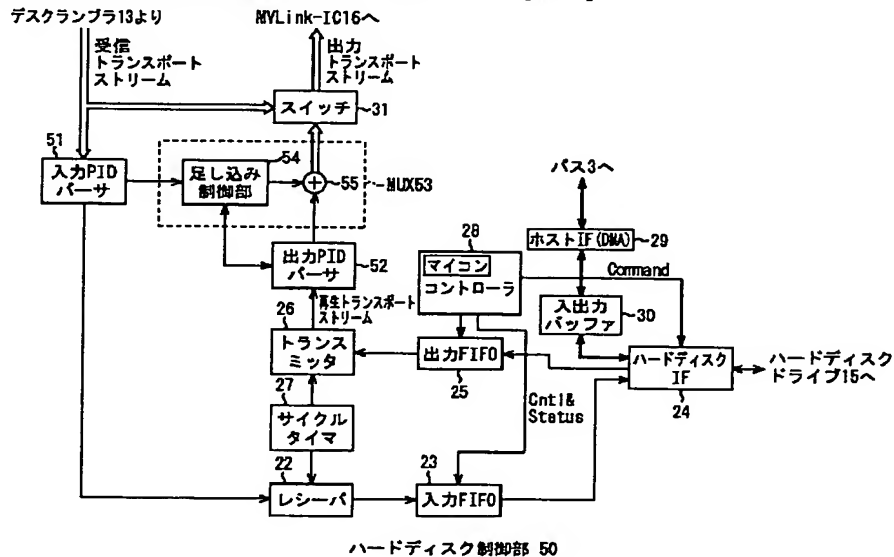 デスクランブラ13より
MVLink-IC16へ
受信
トランスポート
ストリーム
出力
トランスポート
ストリーム
スイッチ
31
51
入力PID
パーサ
54
足し込み
制御部
55
MUX53
バス3へ
28
ホストIF(DMA)
29
マイコン
コントローラ
Command
出力PID
パーサ
52
再生トランスポート
ストリーム
26
トランス
ミッタ
入出力
バッファ
30
出力FIFO
25
ハードディスク
IF
24
ハードディスク
ドライブ15へ
27
サイクル
タイマ
Cntl&
Status
22
レシーバ
23
入力FIFO
ハードディスク制御部 50